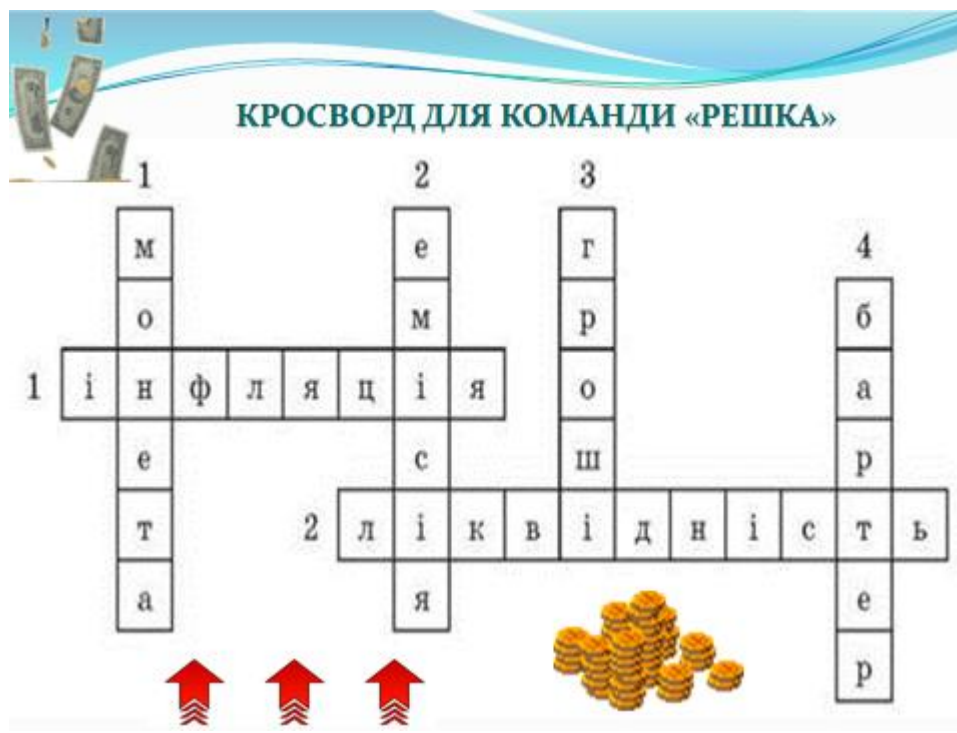 КРОСВОРД ДЛЯ КОМАНДИ «РЕШКА»
1 2 3
м е г 4
о м р б
1 і н ф л я ц і я о а
е с ш р
т 2 л і к в і д н і с т ь
а я е
р